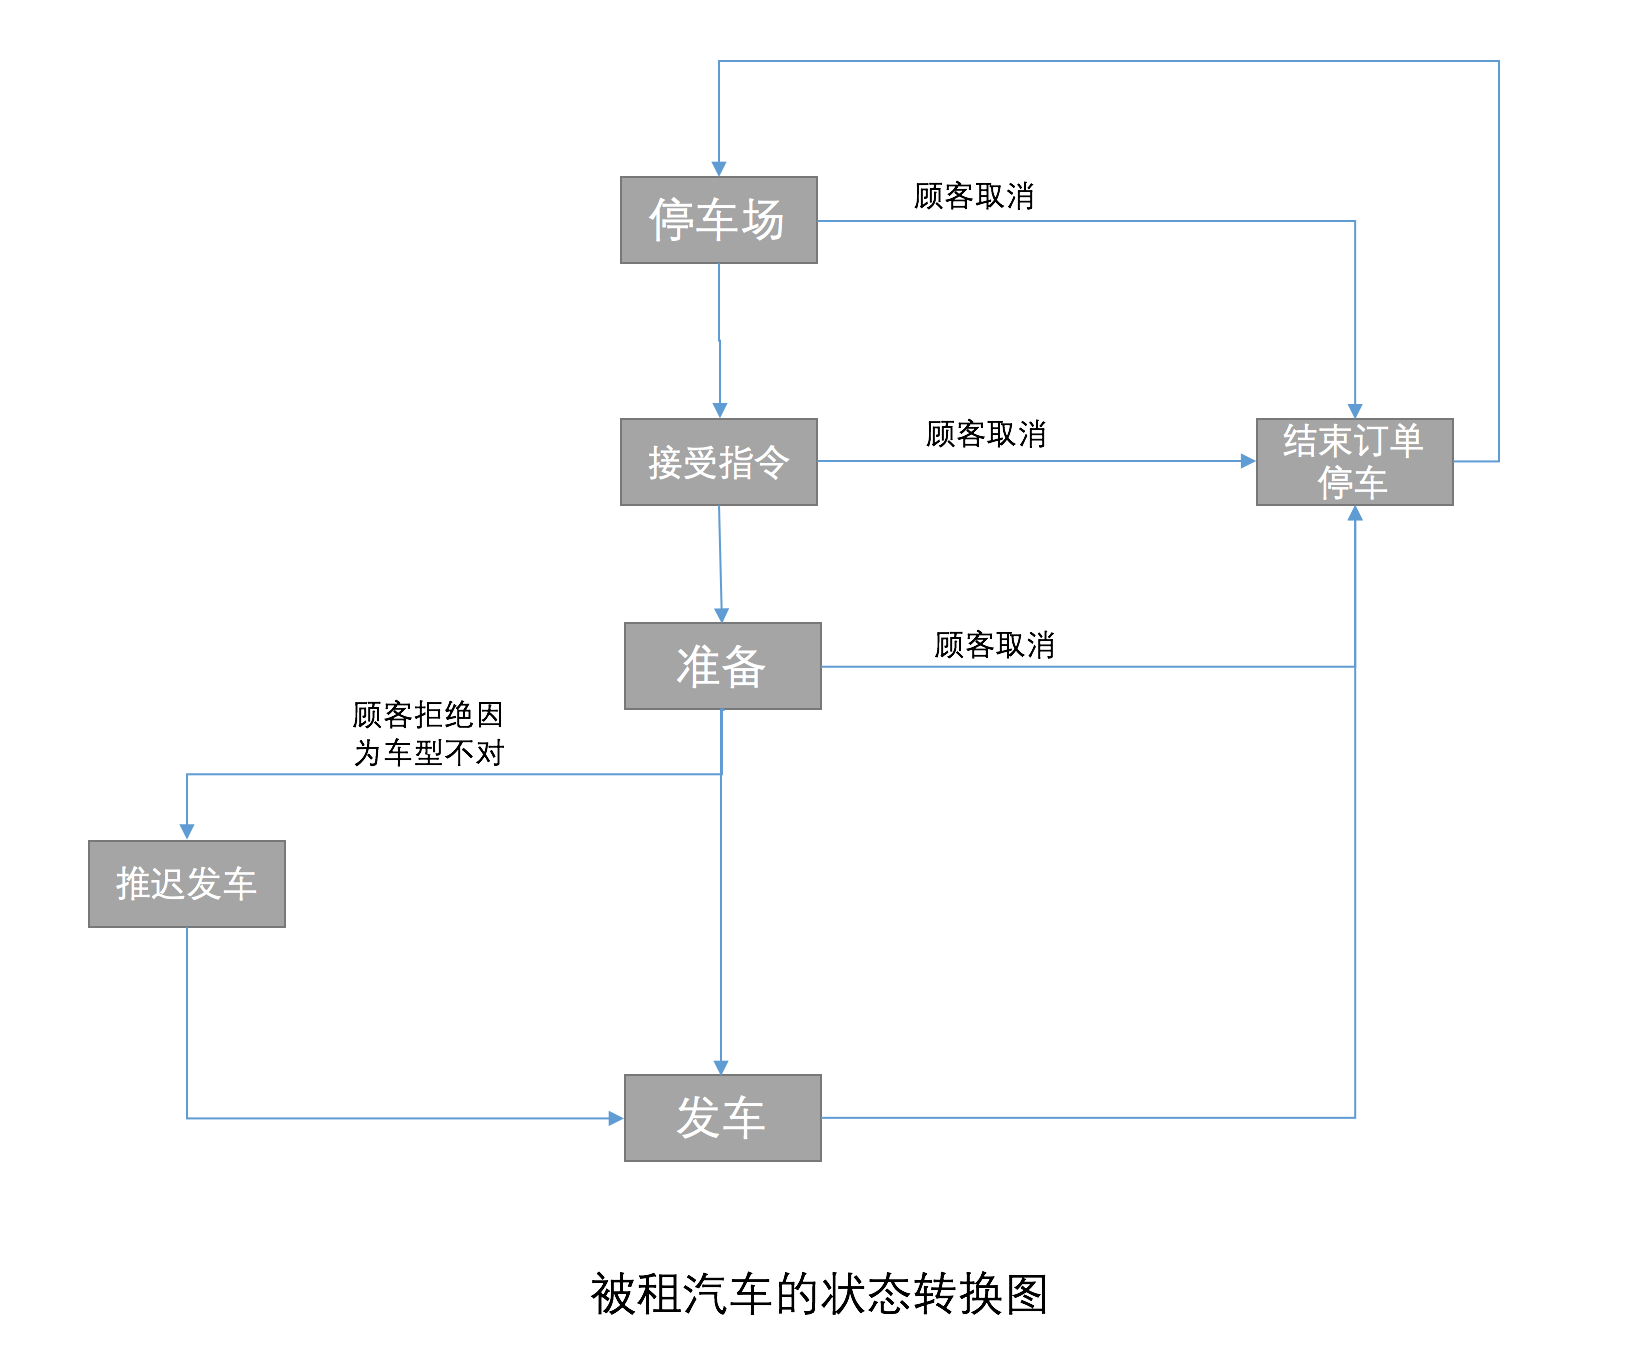 顾客取消
停车场
顾客取消
接受指令
结束订单
停车
顾客取消
准备
顾客拒绝因
为车型不对
推迟发车
发车
被租汽车的状态转换图